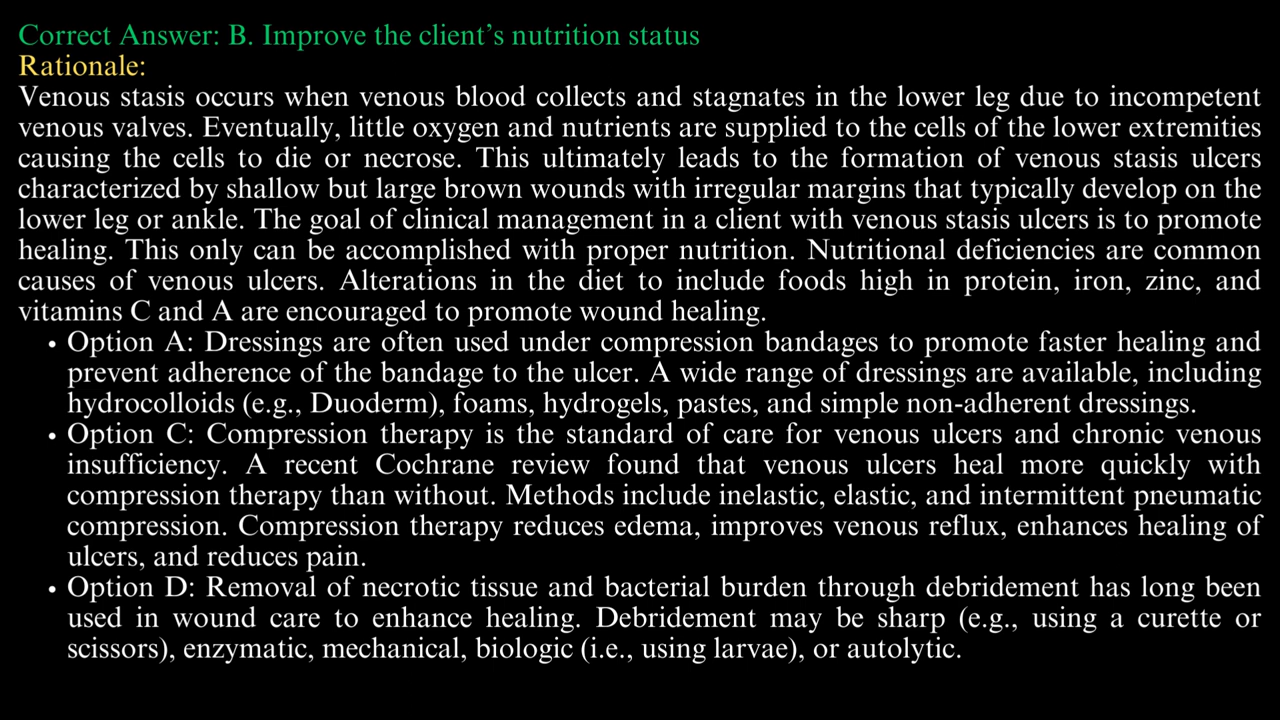 Correct Answer: B. Improve the client’s nutrition status
Rationale:
Venous stasis occurs when venous blood collects and stagnates in the lower leg due to incompetent
venous valves. Eventually, little oxygen and nutrients are supplied to the cells of the lower extremities
causing the cells to die or necrose. This ultimately leads to the formation of venous stasis ulcers
characterized by shallow but large brown wounds with irregular margins that typically develop on the
lower leg or ankle. The goal of clinical management in a client with venous stasis ulcers is to promote
healing. This only can be accomplished with proper nutrition. Nutritional deficiencies are common
causes of venous ulcers. Alterations in the diet to include foods high in protein, iron, zinc, and
vitamins C and A are encouraged to promote wound healing.
• Option A: Dressings are often used under compression bandages to promote faster healing and
prevent adherence of the bandage to the ulcer. A wide range of dressings are available, including
hydrocolloids (e.g., Duoderm), foams, hydrogels, pastes, and simple non-adherent dressings.
• Option C: Compression therapy is the standard of care for venous ulcers and chronic venous
insufficiency. A recent Cochrane review found that venous ulcers heal more quickly with
compression therapy than without. Methods include inelastic, elastic, and intermittent pneumatic
compression. Compression therapy reduces edema, improves venous reflux, enhances healing of
ulcers, and reduces pain.
• Option D: Removal of necrotic tissue and bacterial burden through debridement has long been
used in wound care to enhance healing. Debridement may be sharp (e.g., using a curette or
scissors), enzymatic, mechanical, biologic (i.e., using larvae), or autolytic.